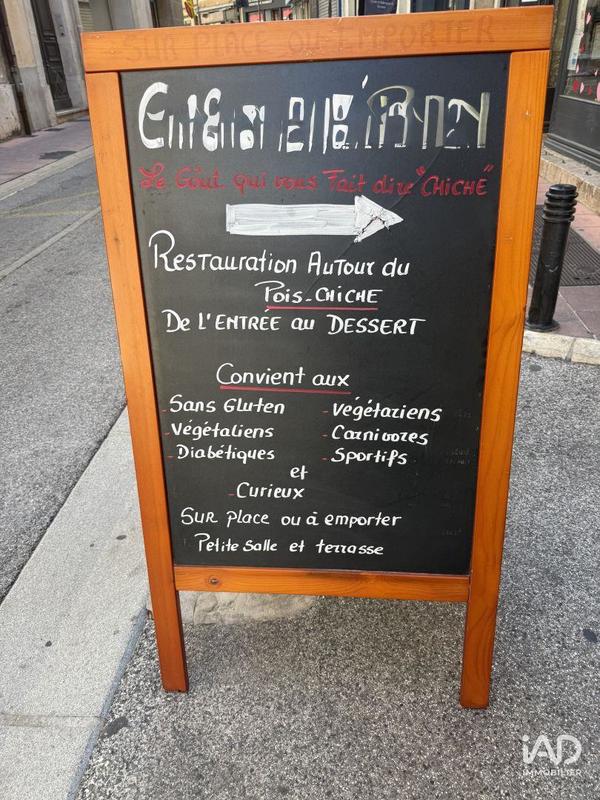 SUR PLACE OU À EMPORTER
Le Goût qui vous Fait dire "CHICHE"
Restauration Autour du
Pois-CHICHE
De L'ENTRÉE au DESSERT
Convient aux
- Sans Gluten - Végétariens
- Végétaliens - Carnivores
- Diabétiques - Sportifs
et
- Curieux
Sur place ou à emporter
Petite Salle et terrasse
iAD
IMMOBILIER